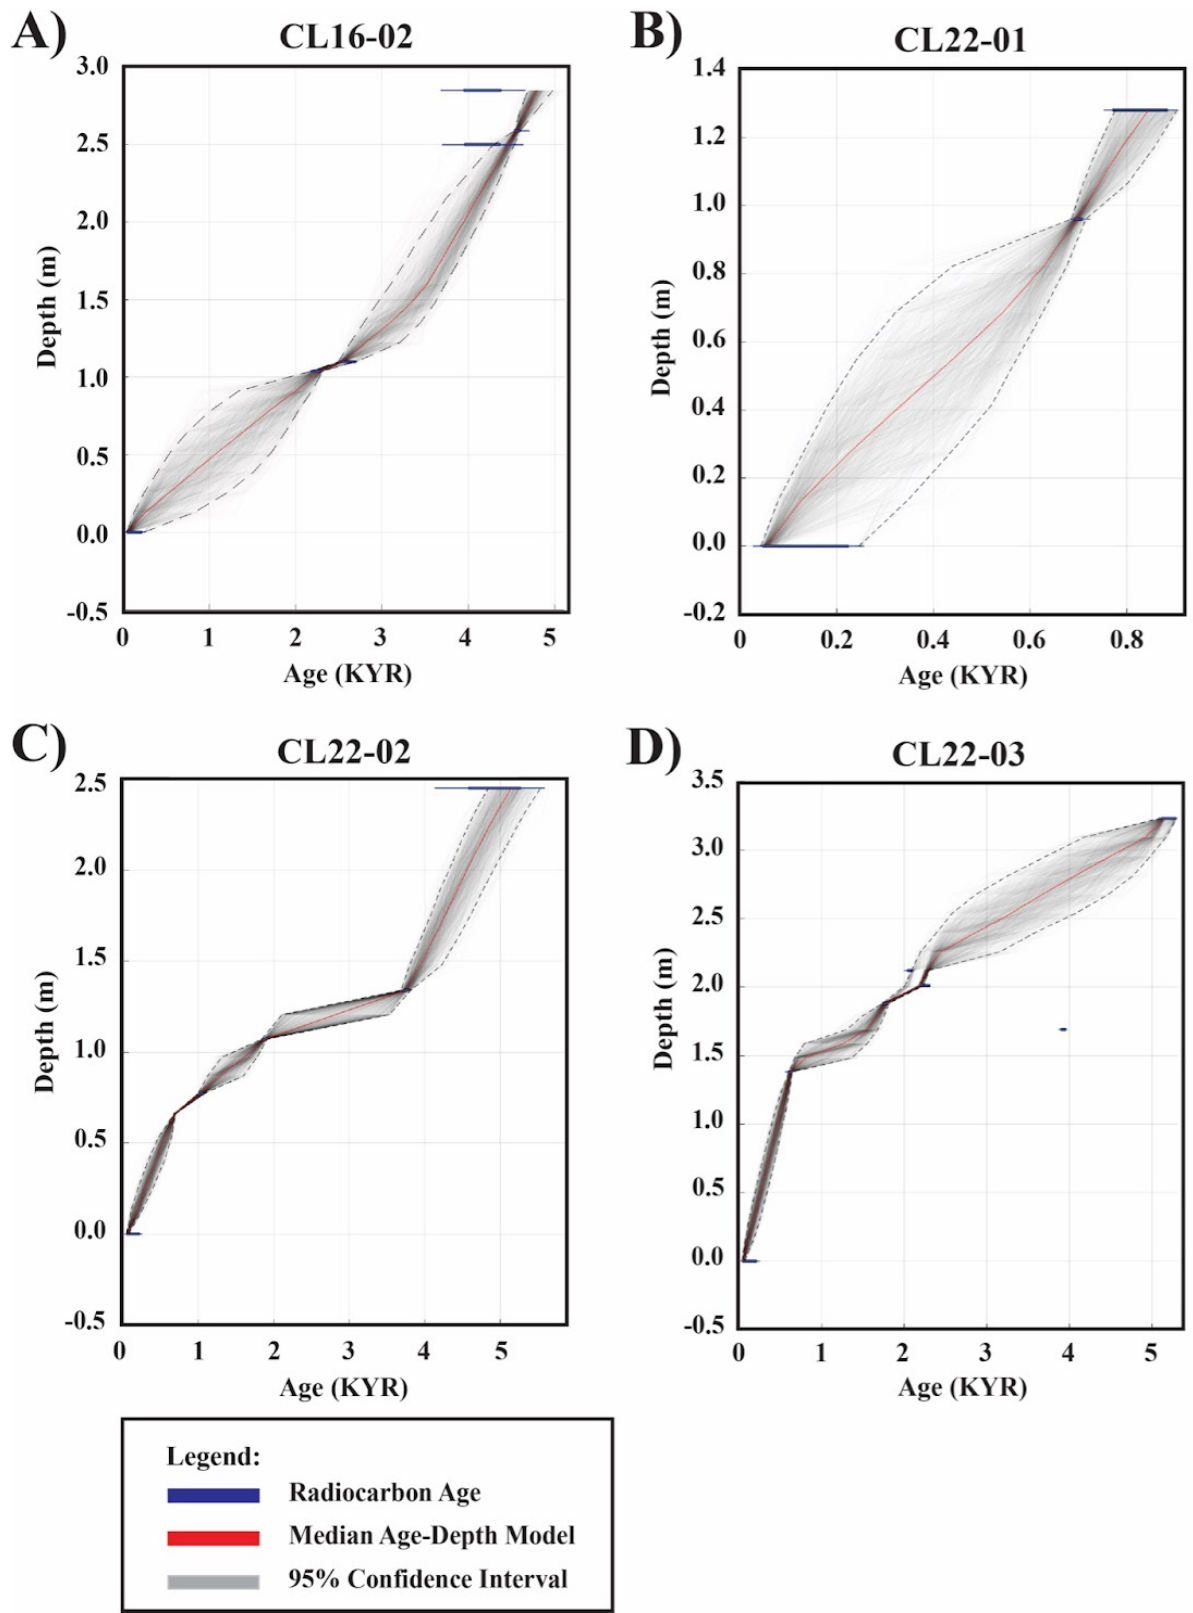 A) CL16-02
3.0
2.5
2.0
1.5
1.0
0.5
0.0
-0.5
Depth (m)
0 1 2 3 4 5
Age (KYR)
B) CL22-01
1.4
1.2
1.0
0.8
0.6
0.4
0.2
0.0
-0.2
Depth (m)
0 0.2 0.4 0.6 0.8
Age (KYR)
C) CL22-02
2.5
2.0
1.5
1.0
0.5
0.0
-0.5
Depth (m)
0 1 2 3 4 5
Age (KYR)
D) CL22-03
3.5
3.0
2.5
2.0
1.5
1.0
0.5
0.0
-0.5
Depth (m)
0 1 2 3 4 5
Age (KYR)
Legend:
Radiocarbon Age
Median Age-Depth Model
95% Confidence Interval